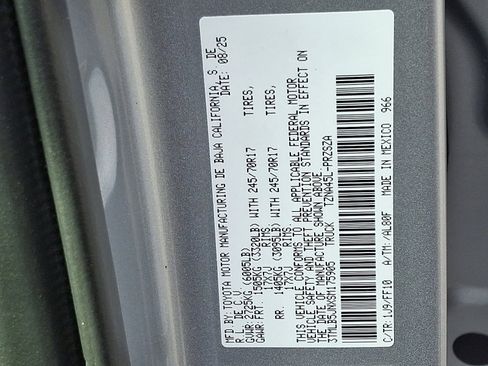 MFD.BY:TOYOTA MOTOR MANUFACTURING DE BAJA CALIFORNIA, S DE
R. DE C.V. DATE: 08/25
GVWR:2725KG (6005LB)
GAWR:FRT. 1505KG (3320LB) WITH 245/70R17 TIRES,
17X7J RIMS
RR. 1405KG (3095LB) WITH 245/70R17 TIRES,
17X7J RIMS
THIS VEHICLE CONFORMS TO ALL APPLICABLE FEDERAL MOTOR
VEHICLE SAFETY AND THEFT PREVENTION STANDARDS IN EFFECT ON
THE DATE OF MANUFACTURE SHOWN ABOVE.
TRUCK TZNA45L-PRZSZA
C/TR:1J9/FF10 A/TM:/AL80F MADE IN MEXICO 966